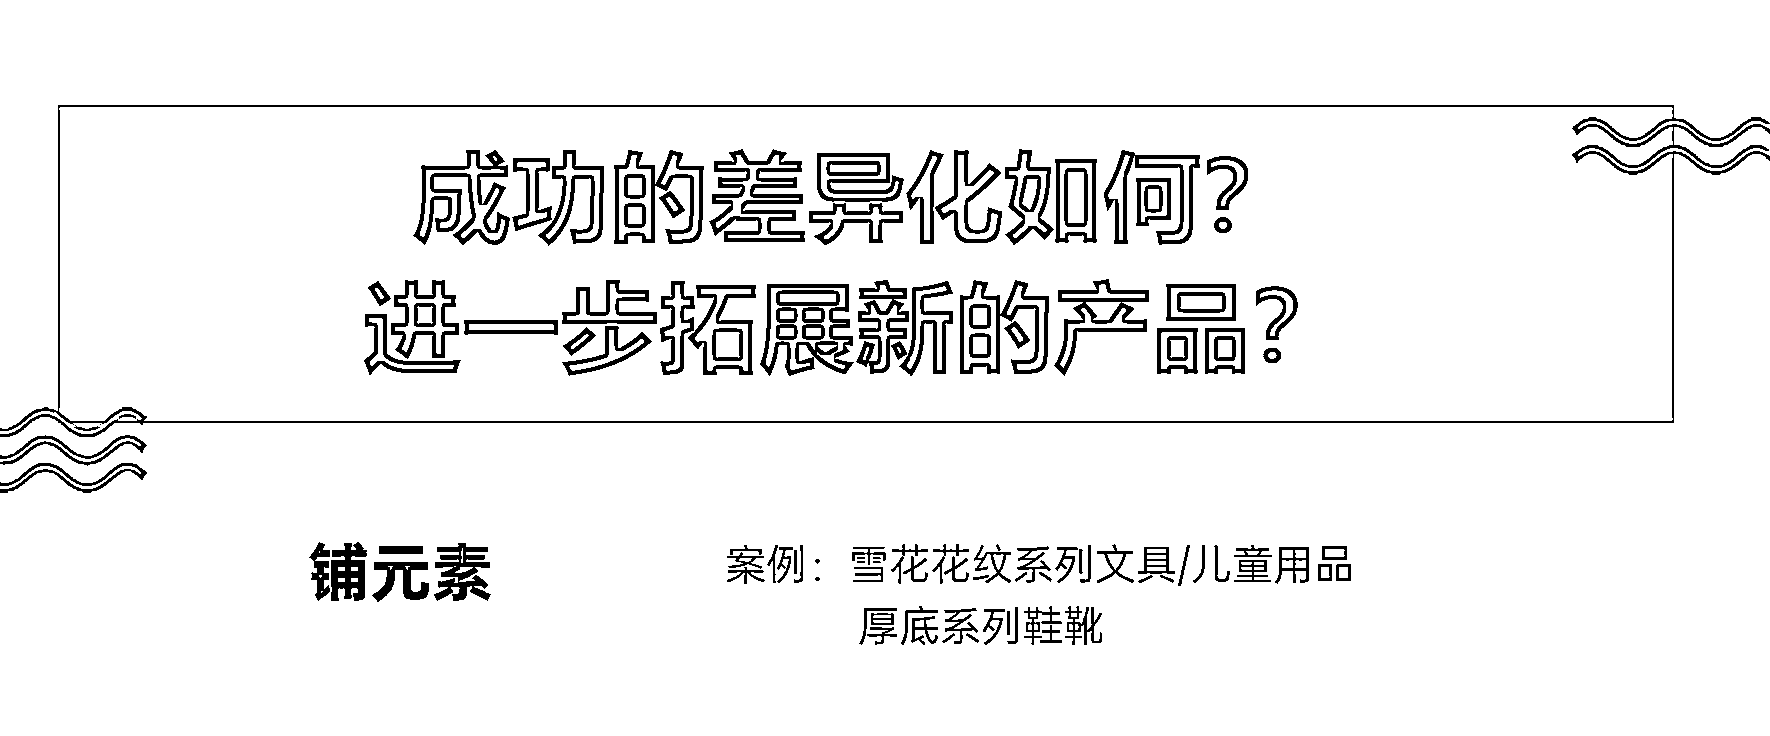 成功的差异化如何？
进一步拓展新的产品？
铺元素
案例：雪花花纹系列文具/儿童用品
厚底系列鞋靴